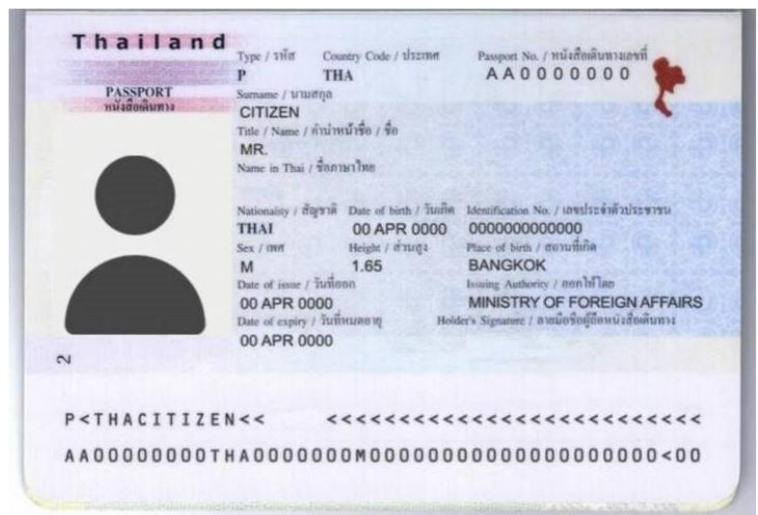 Thailand
PASSPORT
หนังสือเดินทาง
Type / รหัส Country Code / ประเทศ Passport No. / หนังสือเดินทางเลขที่
P THA AA0000000
Surname / นามสกุล
CITIZEN
Title / Name / คำนำหน้าชื่อ / ชื่อ
MR.
Name in Thai / ชื่อภาษาไทย
Nationality / สัญชาติ Date of birth / วันเกิด Identification No. / เลขประจำตัวประชาชน
THAI 00 APR 0000 0000000000000
Sex / เพศ Height / ส่วนสูง Place of birth / สถานที่เกิด
M 1.65 BANGKOK
Date of issue / วันที่ออก Issuing Authority / ออกให้โดย
00 APR 0000 MINISTRY OF FOREIGN AFFAIRS
Date of expiry / วันที่หมดอายุ Holder's Signature / ลายมือชื่อผู้ถือหนังสือเดินทาง
00 APR 0000
2
P<THACITIZEN<< <<<<<<<<<<<<<<<<<<<<<<<<<<
AA00000000THA0000000M0000000000000000000000<00